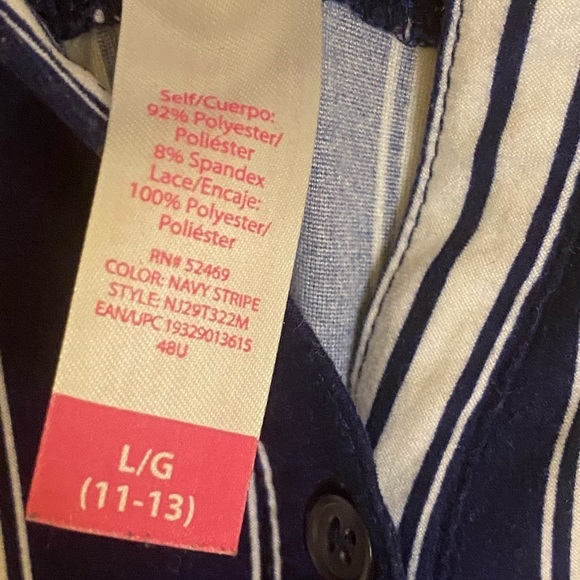 Self/Cuerpo:
92% Polyester/
Poliéster
8% Spandex
Lace/Encaje:
100% Polyester/
Poliéster
RN# 52469
COLOR: NAVY STRIPE
STYLE: NJ29T322M
EAN/UPC 19329013615
48U
L/G
(11-13)